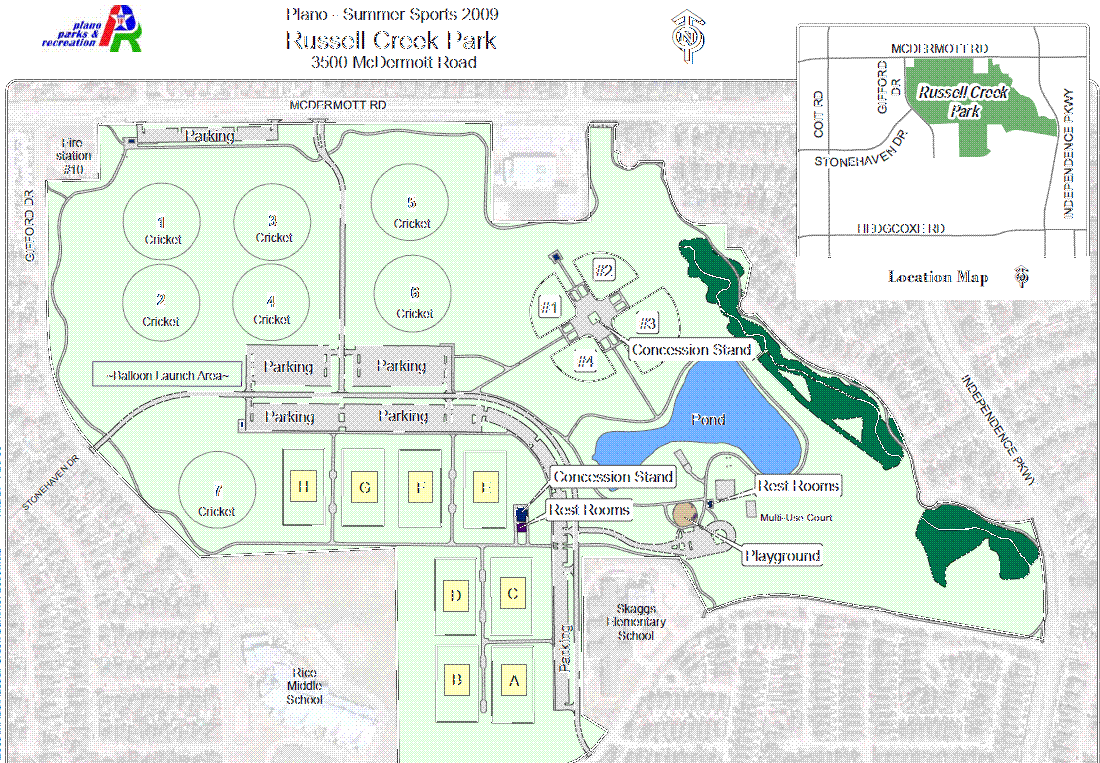 plano
parks &
recreation
Plano - Summer Sports 2009
Russell Creek Park
3500 McDermott Road
N
MCDERMOTT RD
GIFFORD DR
COIT RD
Russell Creek
Park
STONEHAVEN DR.
INDEPENDENCE PKWY
HEDGCOXE RD
Location Map
MCDERMOTT RD
Parking
Fire
station
#10
GIFFORD DR
1
Cricket
3
Cricket
5
Cricket
2
Cricket
4
Cricket
6
Cricket
#1
#2
#3
#4
Concession Stand
Parking
Parking
~Balloon Launch Area~
Parking
Parking
Pond
INDEPENDENCE PKWY
STONEHAVEN DR
7
Cricket
H
G
F
E
Concession Stand
Rest Rooms
Rest Rooms
Multi-Use Court
Playground
D
C
B
A
Parking
Skaggs
Elementary
School
Rice
Middle
School